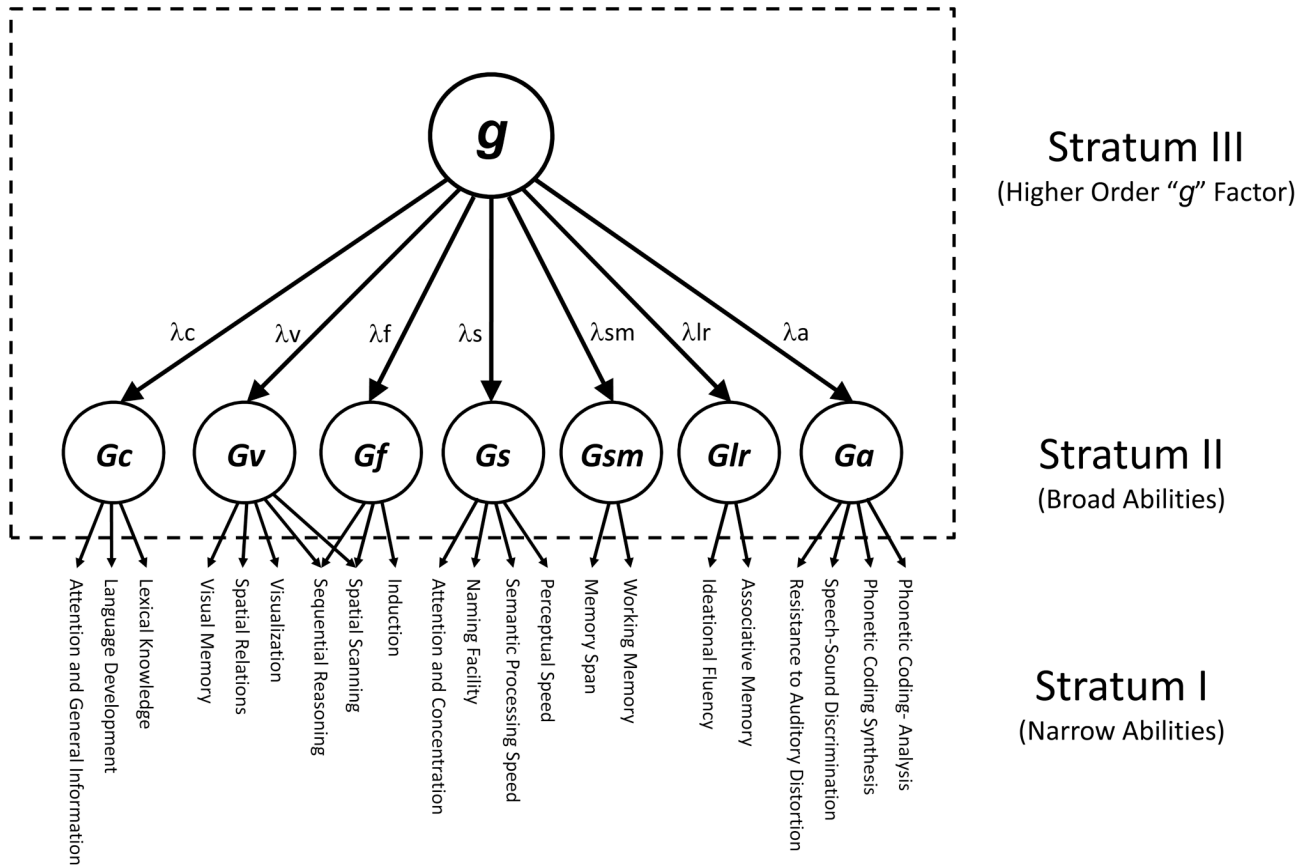 g
Stratum III
(Higher Order “g” Factor)
λc
λv
λf
λs
λsm
λlr
λa
Gc
Gv
Gf
Gs
Gsm
Glr
Ga
Stratum II
(Broad Abilities)
Attention and General Information
Language Development
Lexical Knowledge
Visual Memory
Spatial Relations
Visualization
Sequential Reasoning
Spatial Scanning
Induction
Attention and Concentration
Naming Facility
Semantic Processing Speed
Perceptual Speed
Memory Span
Working Memory
Ideational Fluency
Associative Memory
Resistance to Auditory Distortion
Speech-Sound Discrimination
Phonetic Coding Synthesis
Phonetic Coding- Analysis
Stratum I
(Narrow Abilities)